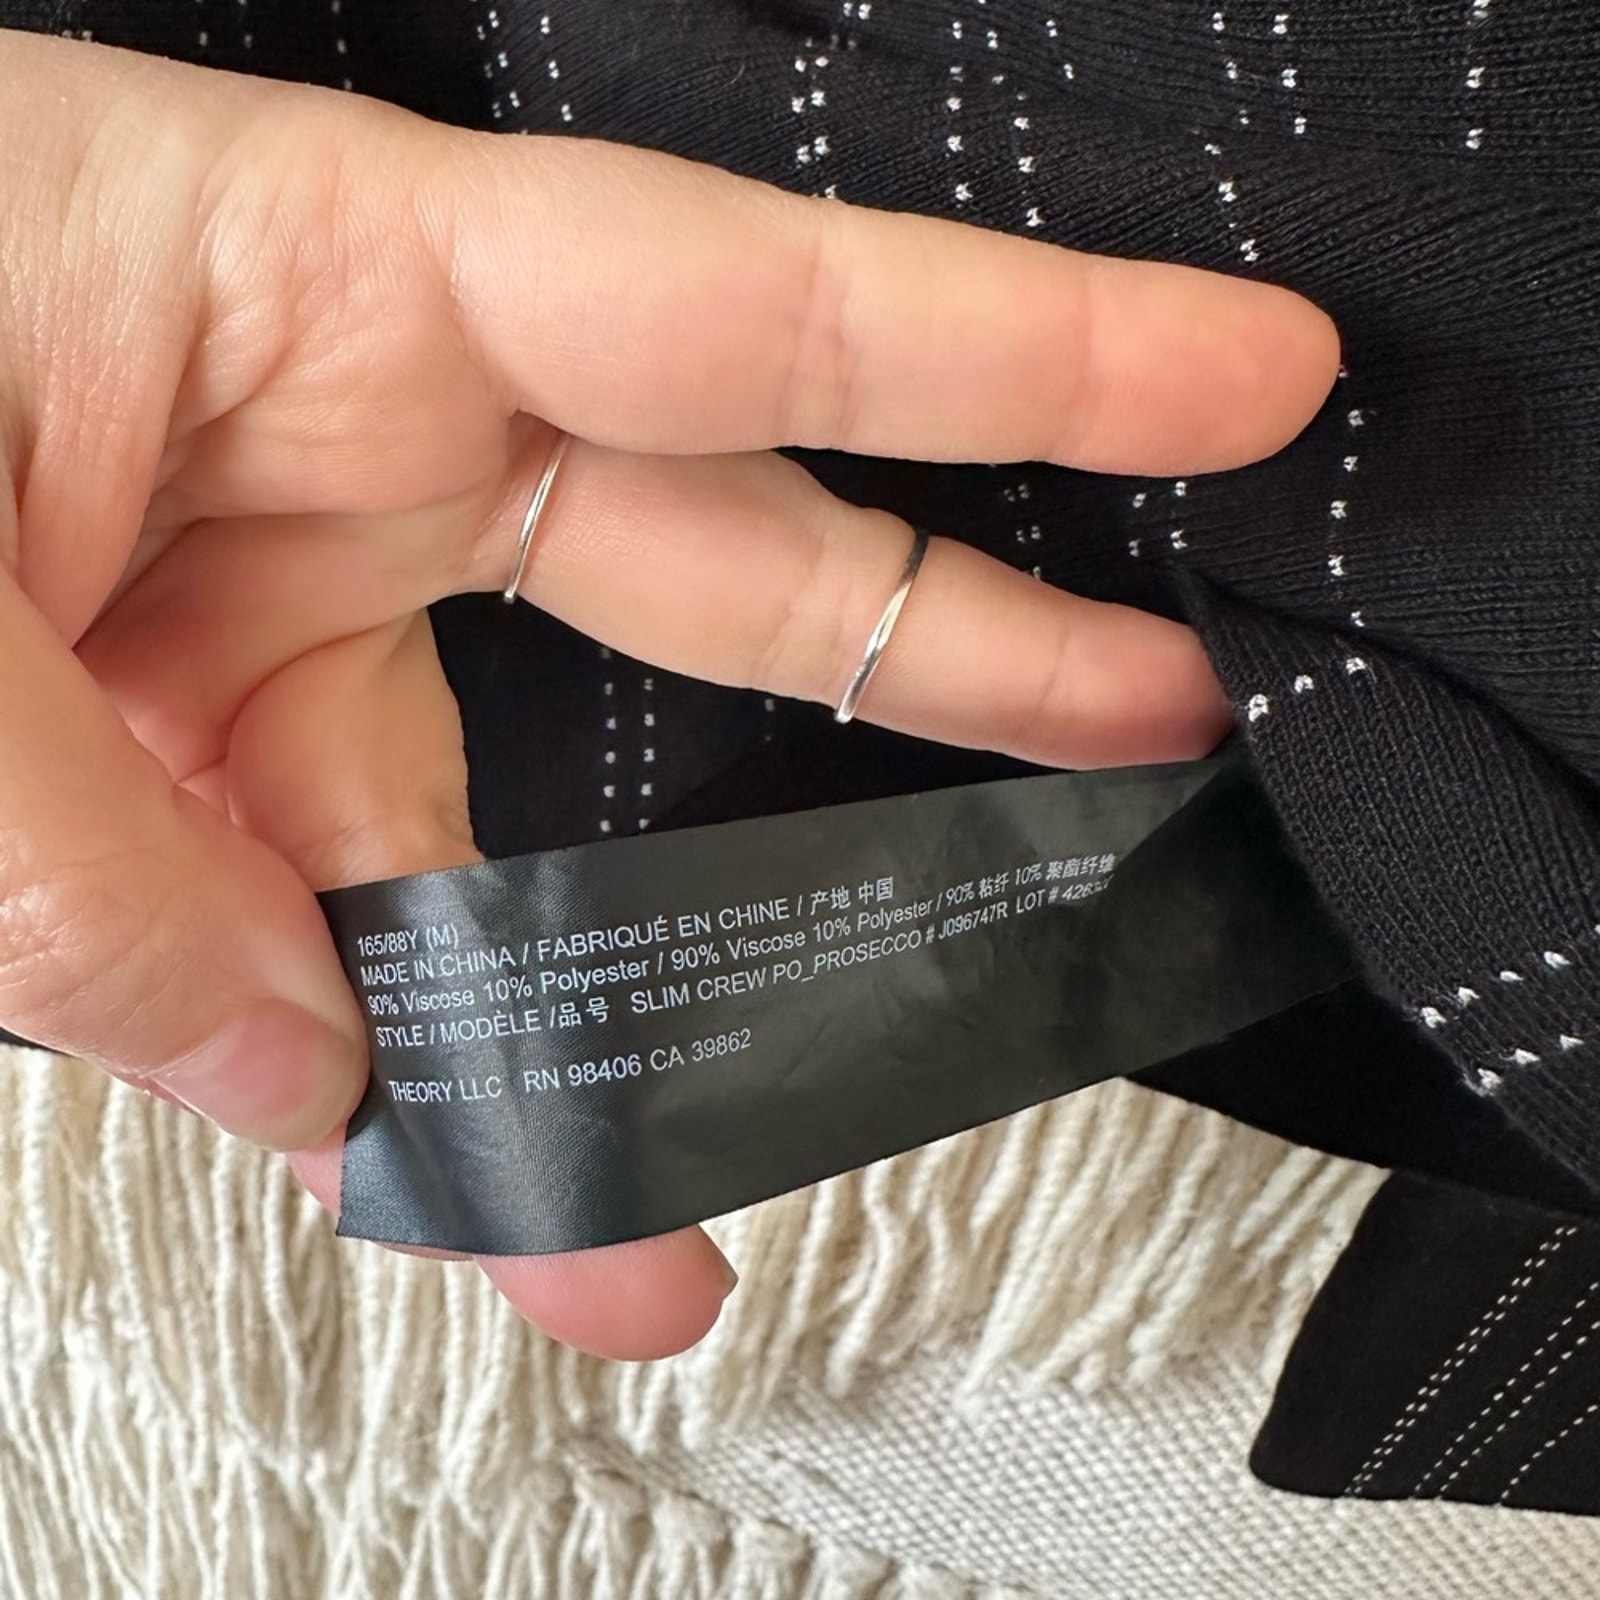 165/88Y (M)
MADE IN CHINA / FABRIQUÉ EN CHINE / 产地 中国
90% Viscose 10% Polyester / 90% Viscose 10% Polyester / 90% 粘纤 10% 聚酯纤维
STYLE / MODÈLE /品号 SLIM CREW PO_PROSECCO # J096747R LOT #
THEORY LLC RN 98406 CA 39862